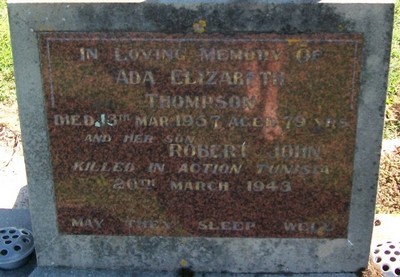 IN LOVING MEMORY OF
ADA ELIZABETH
THOMPSON
DIED 13TH MAR 1957 AGED 79 YRS
AND HER SON
ROBERT JOHN
KILLED IN ACTION TUNISIA
20TH MARCH 1943
MAY THEY SLEEP WELL